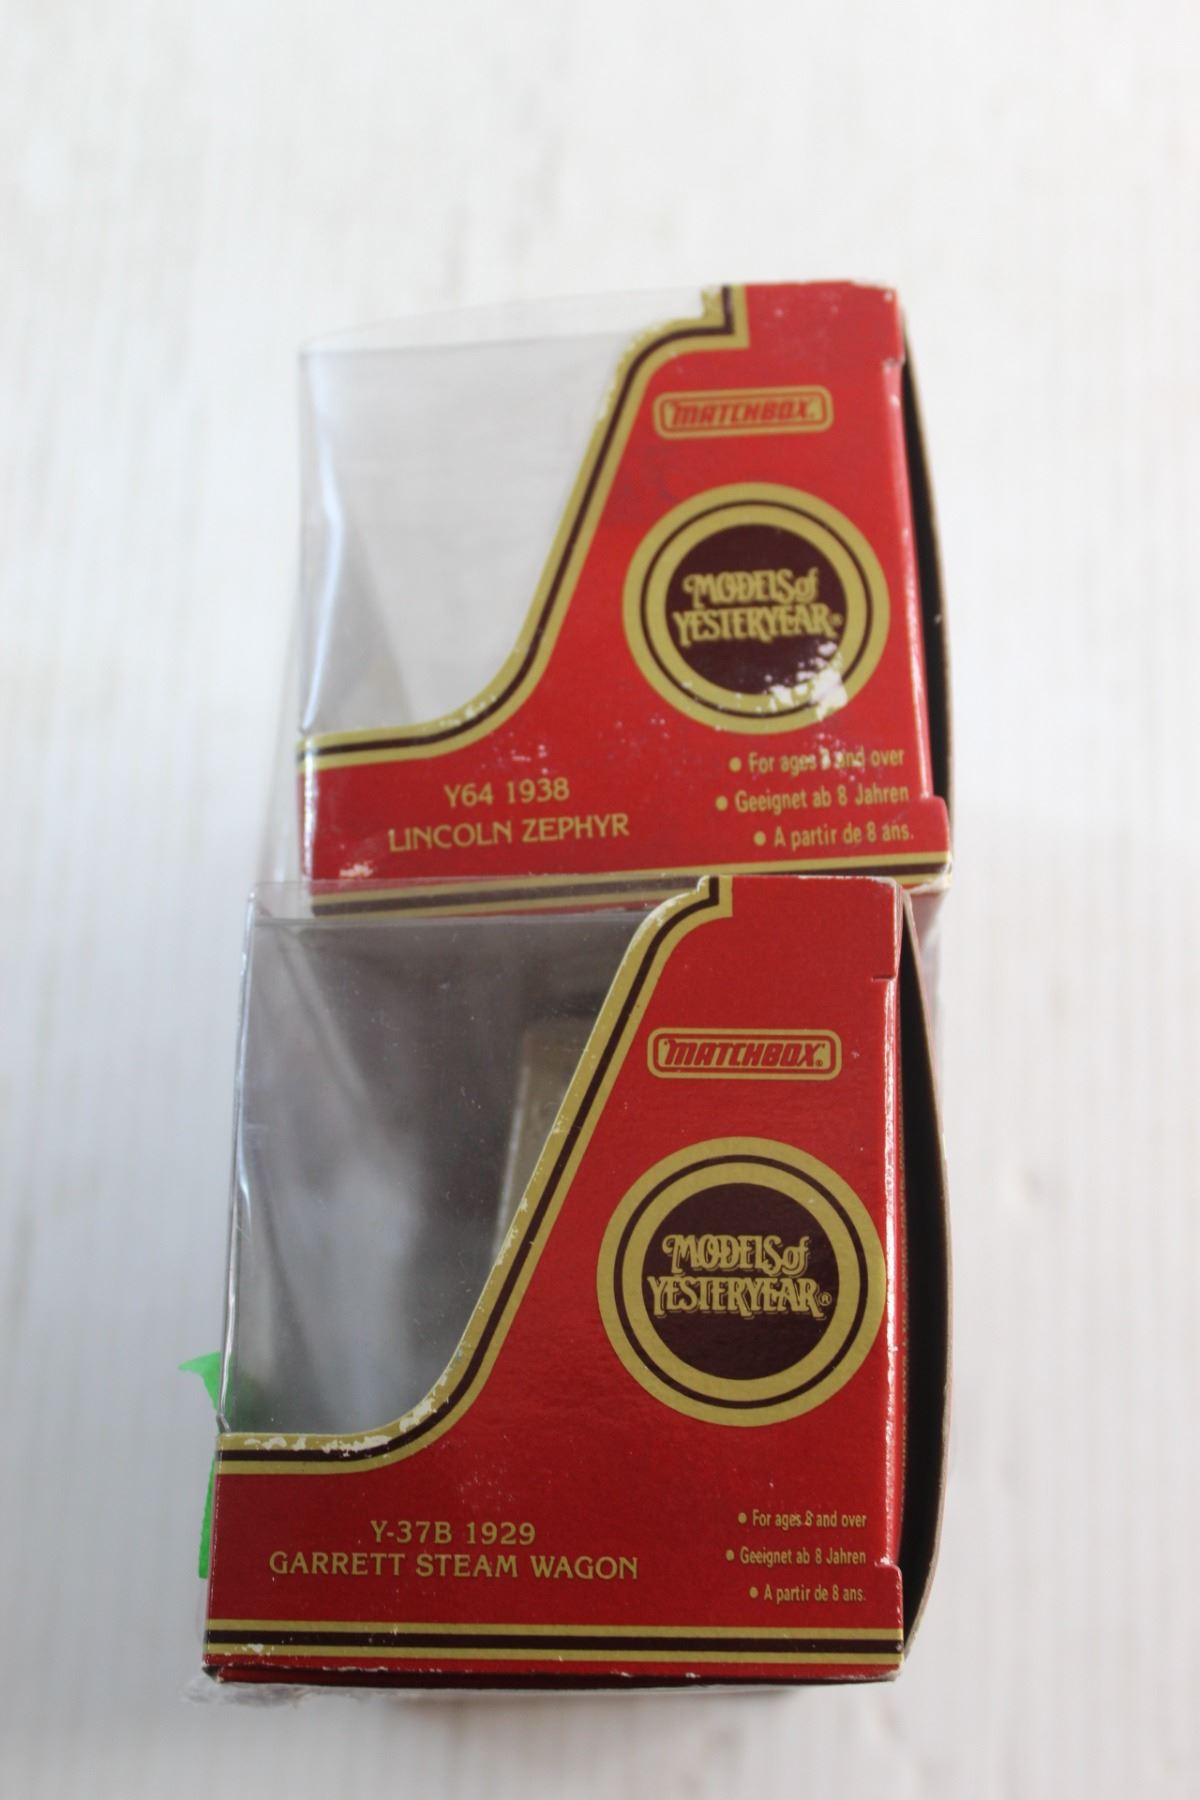 MATCHBOX
MODELS of
YESTERYEAR®
• For ages 8 and over
• Geeignet ab 8 Jahren
• A partir de 8 ans.
Y64 1938
LINCOLN ZEPHYR
"MATCHBOX"®
MODELS of
YESTERYEAR®
• For ages 8 and over
• Geeignet ab 8 Jahren
• A partir de 8 ans.
Y-37B 1929
GARRETT STEAM WAGON